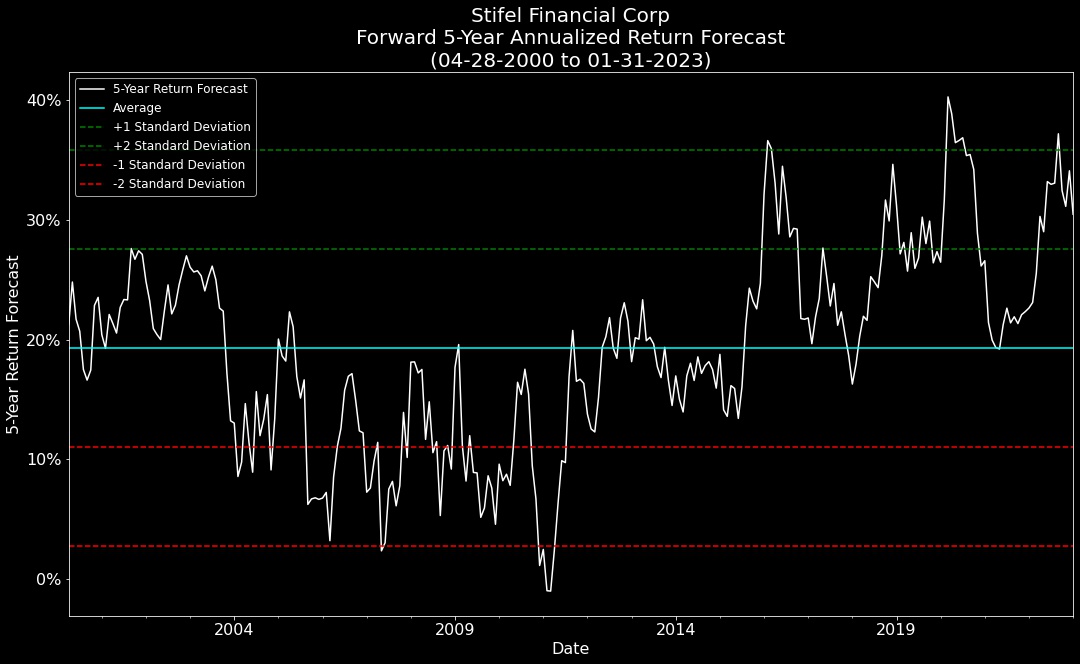 Stifel Financial Corp
Forward 5-Year Annualized Return Forecast
(04-28-2000 to 01-31-2023)
5-Year Return Forecast
Average
+1 Standard Deviation
+2 Standard Deviation
-1 Standard Deviation
-2 Standard Deviation
40%
30%
20%
10%
0%
5-Year Return Forecast
2004
2009
2014
2019
Date